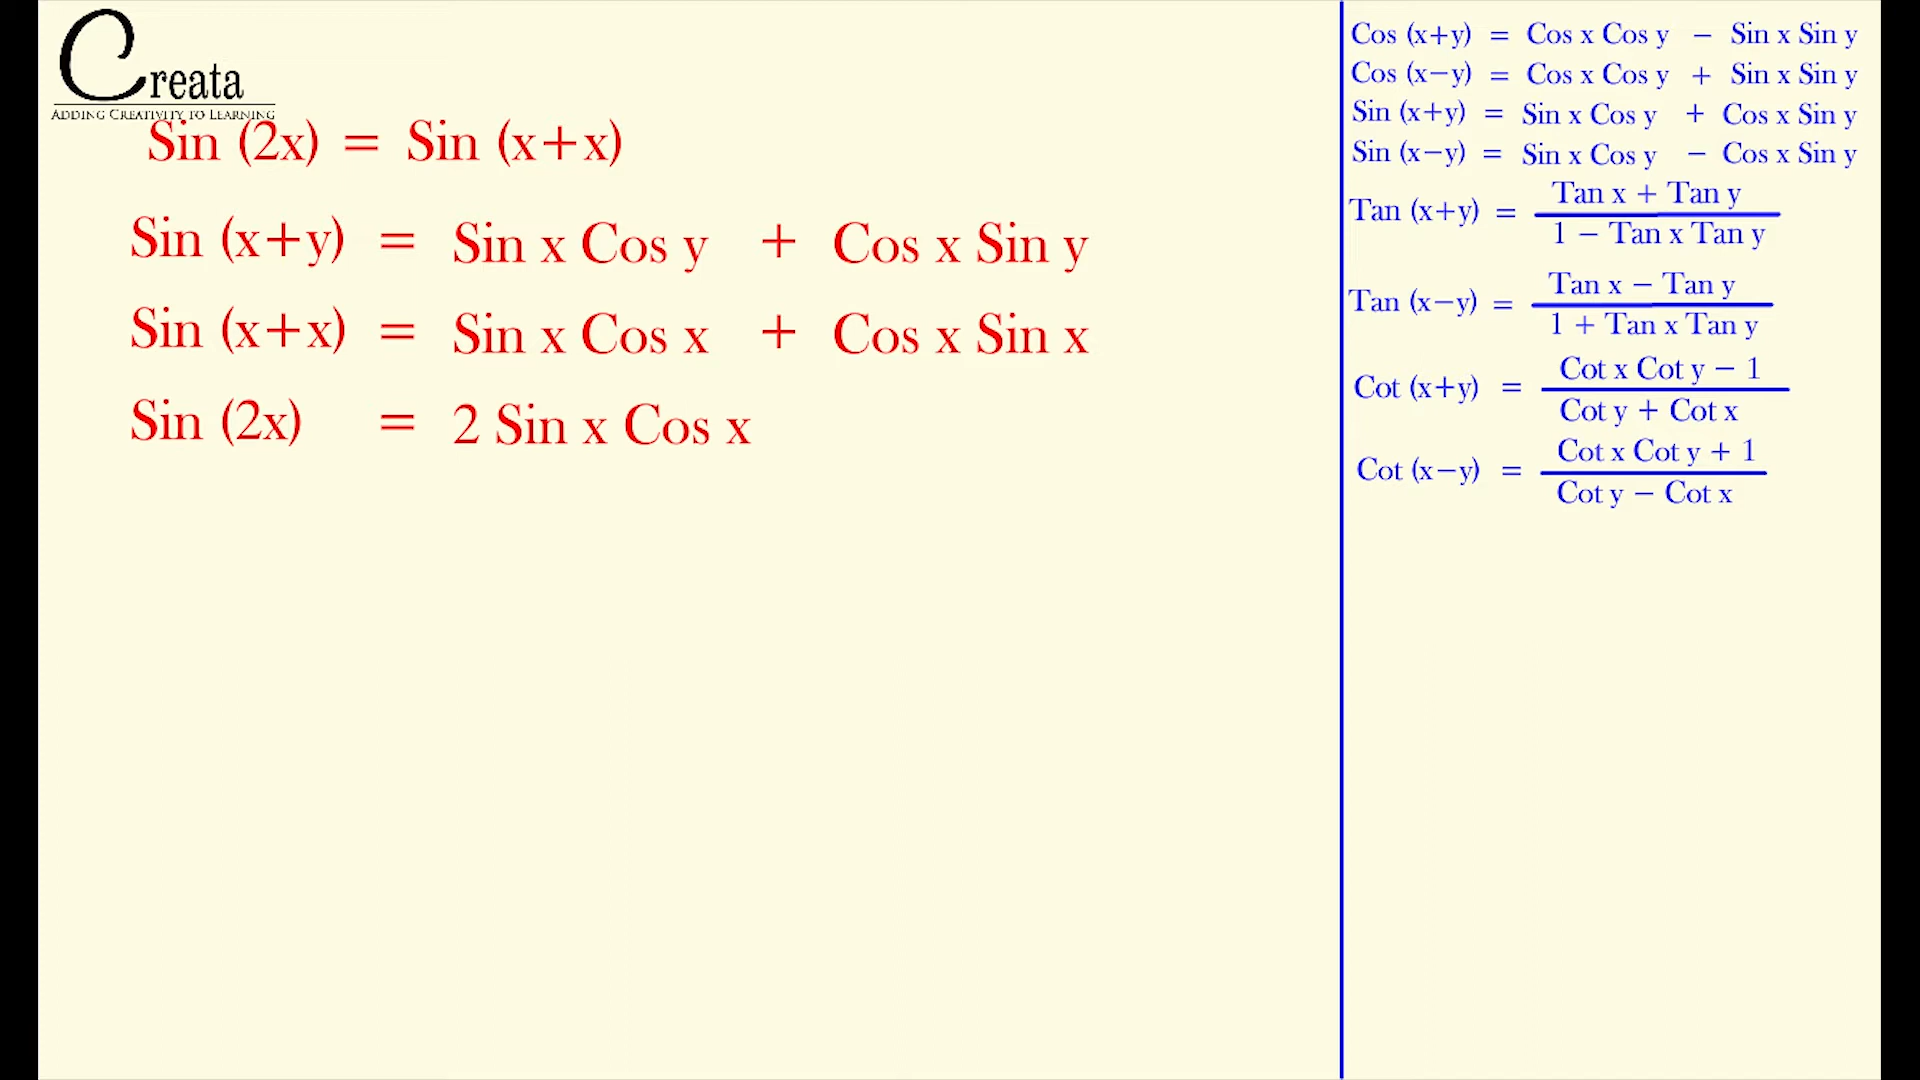 Creata
Adding Creativity to Learning
Sin (2x) = Sin (x+x)
Sin (x+y) = Sin x Cos y + Cos x Sin y
Sin (x+x) = Sin x Cos x + Cos x Sin x
Sin (2x) = 2 Sin x Cos x
Cos (x+y) = Cos x Cos y − Sin x Sin y
Cos (x−y) = Cos x Cos y + Sin x Sin y
Sin (x+y) = Sin x Cos y + Cos x Sin y
Sin (x−y) = Sin x Cos y − Cos x Sin y
Tan x + Tan y
Tan (x+y) =
1 − Tan x Tan y
Tan x − Tan y
Tan (x−y) =
1 + Tan x Tan y
Cot x Cot y − 1
Cot (x+y) =
Cot y + Cot x
Cot x Cot y + 1
Cot (x−y) =
Cot y − Cot x